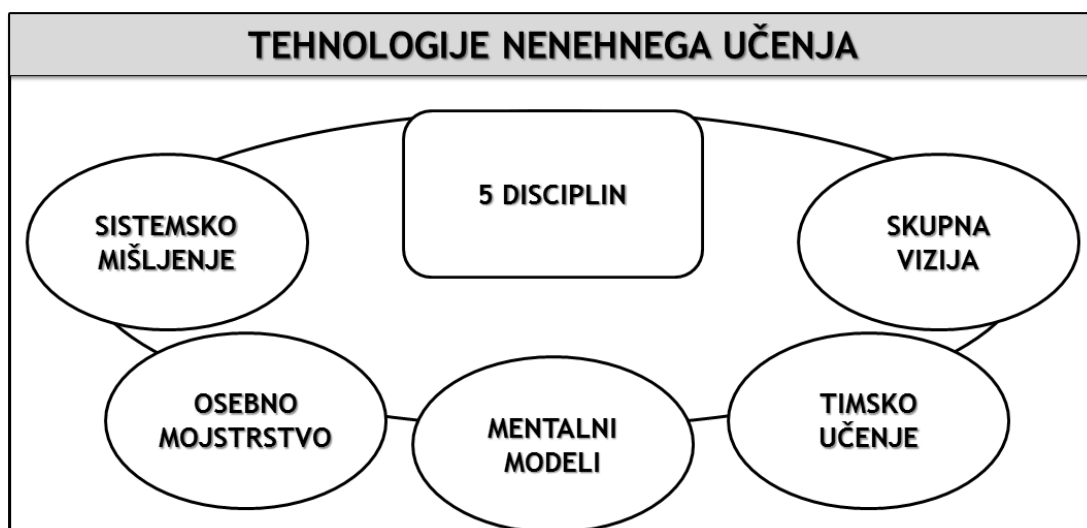 TEHNOLOGIJE NENEHNEGA UČENJA
5 DISCIPLIN
SISTEMSKO
MIŠLJENJE
SKUPNA
VIZIJA
OSEBNO
MOJSTRSTVO
MENTALNI
MODELI
TIMSKO
UČENJE